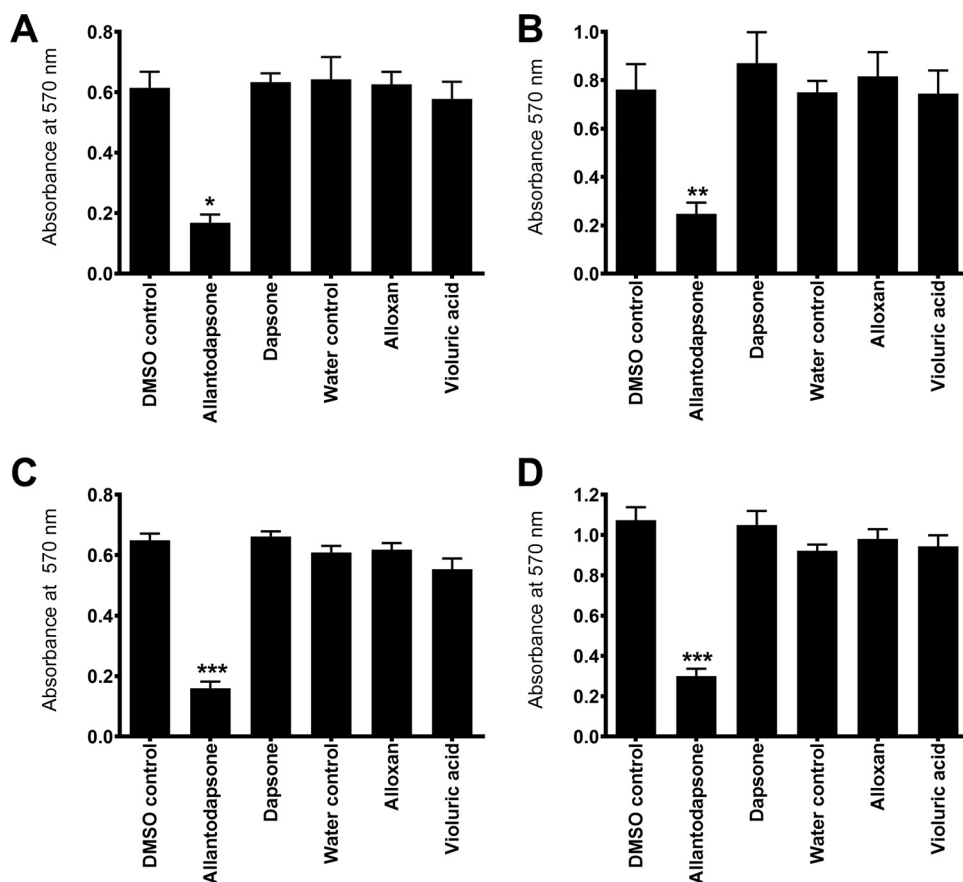 A
Absorbance at 570 nm
0.8
0.6
0.4
0.2
0.0
*
DMSO control
Allantodapsone
Dapsone
Water control
Alloxan
Violuric acid
B
Absorbance 570 nm
1.0
0.8
0.6
0.4
0.2
0.0
**
DMSO control
Allantodapsone
Dapsone
Water control
Alloxan
Violuric acid
C
Absorbance at 570 nm
0.8
0.6
0.4
0.2
0.0
***
DMSO control
Allantodapsone
Dapsone
Water control
Alloxan
Violuric acid
D
Absorbance at 570 nm
1.2
1.0
0.8
0.6
0.4
0.2
0.0
***
DMSO control
Allantodapsone
Dapsone
Water control
Alloxan
Violuric acid